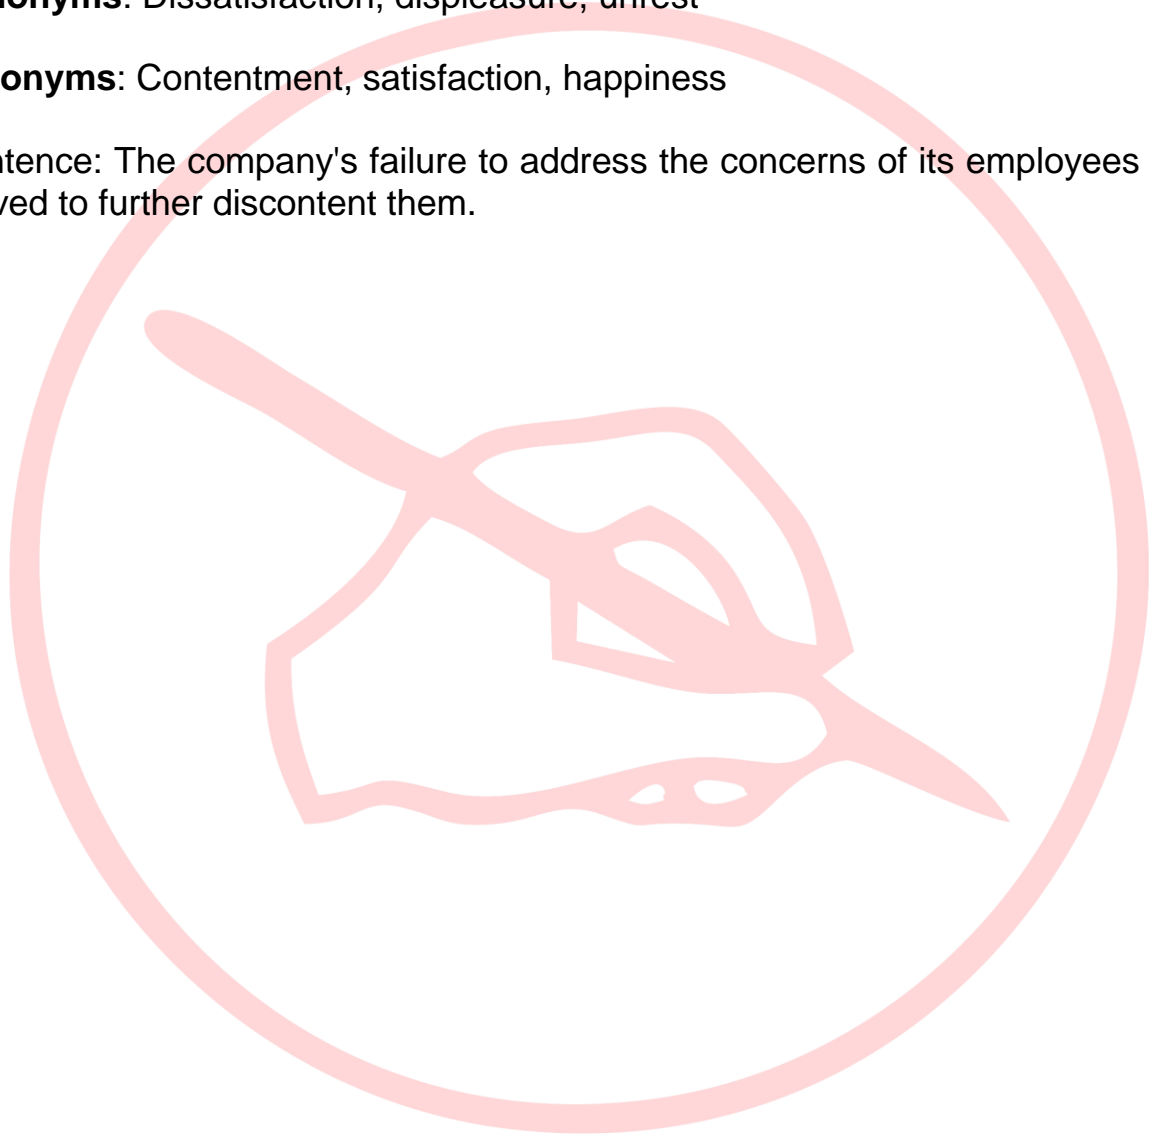 onyms: Dissatisfaction, displeasure, unrest
onyms: Contentment, satisfaction, happiness
ntence: The company's failure to address the concerns of its employees
ved to further discontent them.